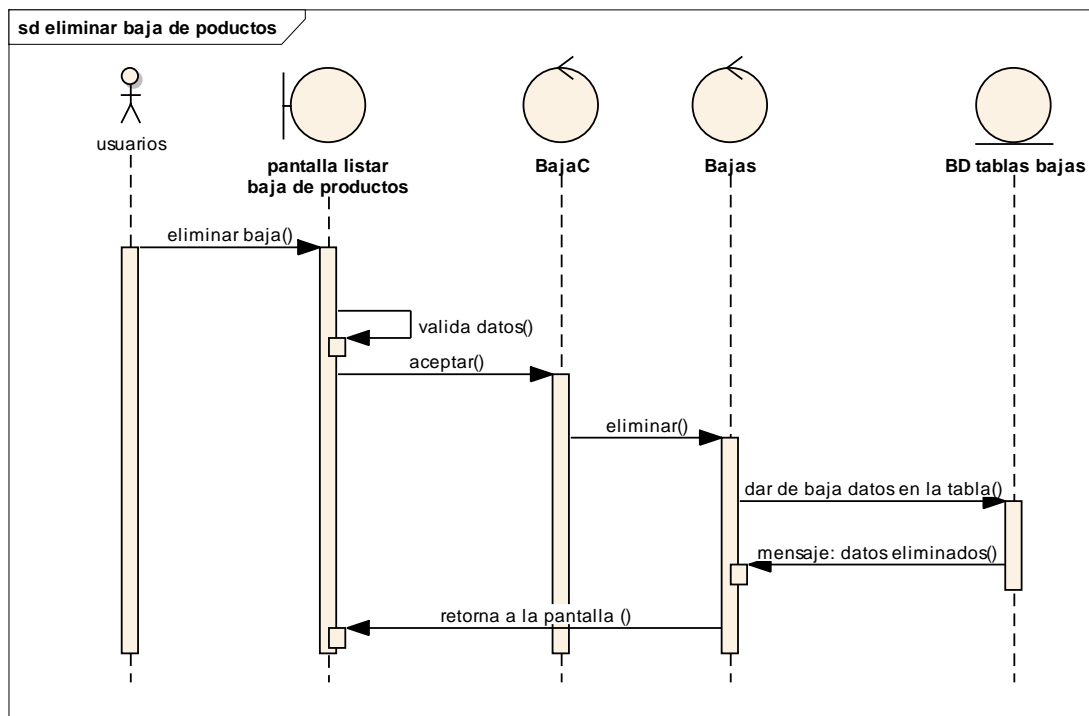 sd eliminar baja de poductos
usuarios
pantalla listar
baja de productos
BajaC
Bajas
BD tablas bajas
eliminar baja()
valida datos()
aceptar()
eliminar()
dar de baja datos en la tabla()
mensaje: datos eliminados()
retorna a la pantalla ()